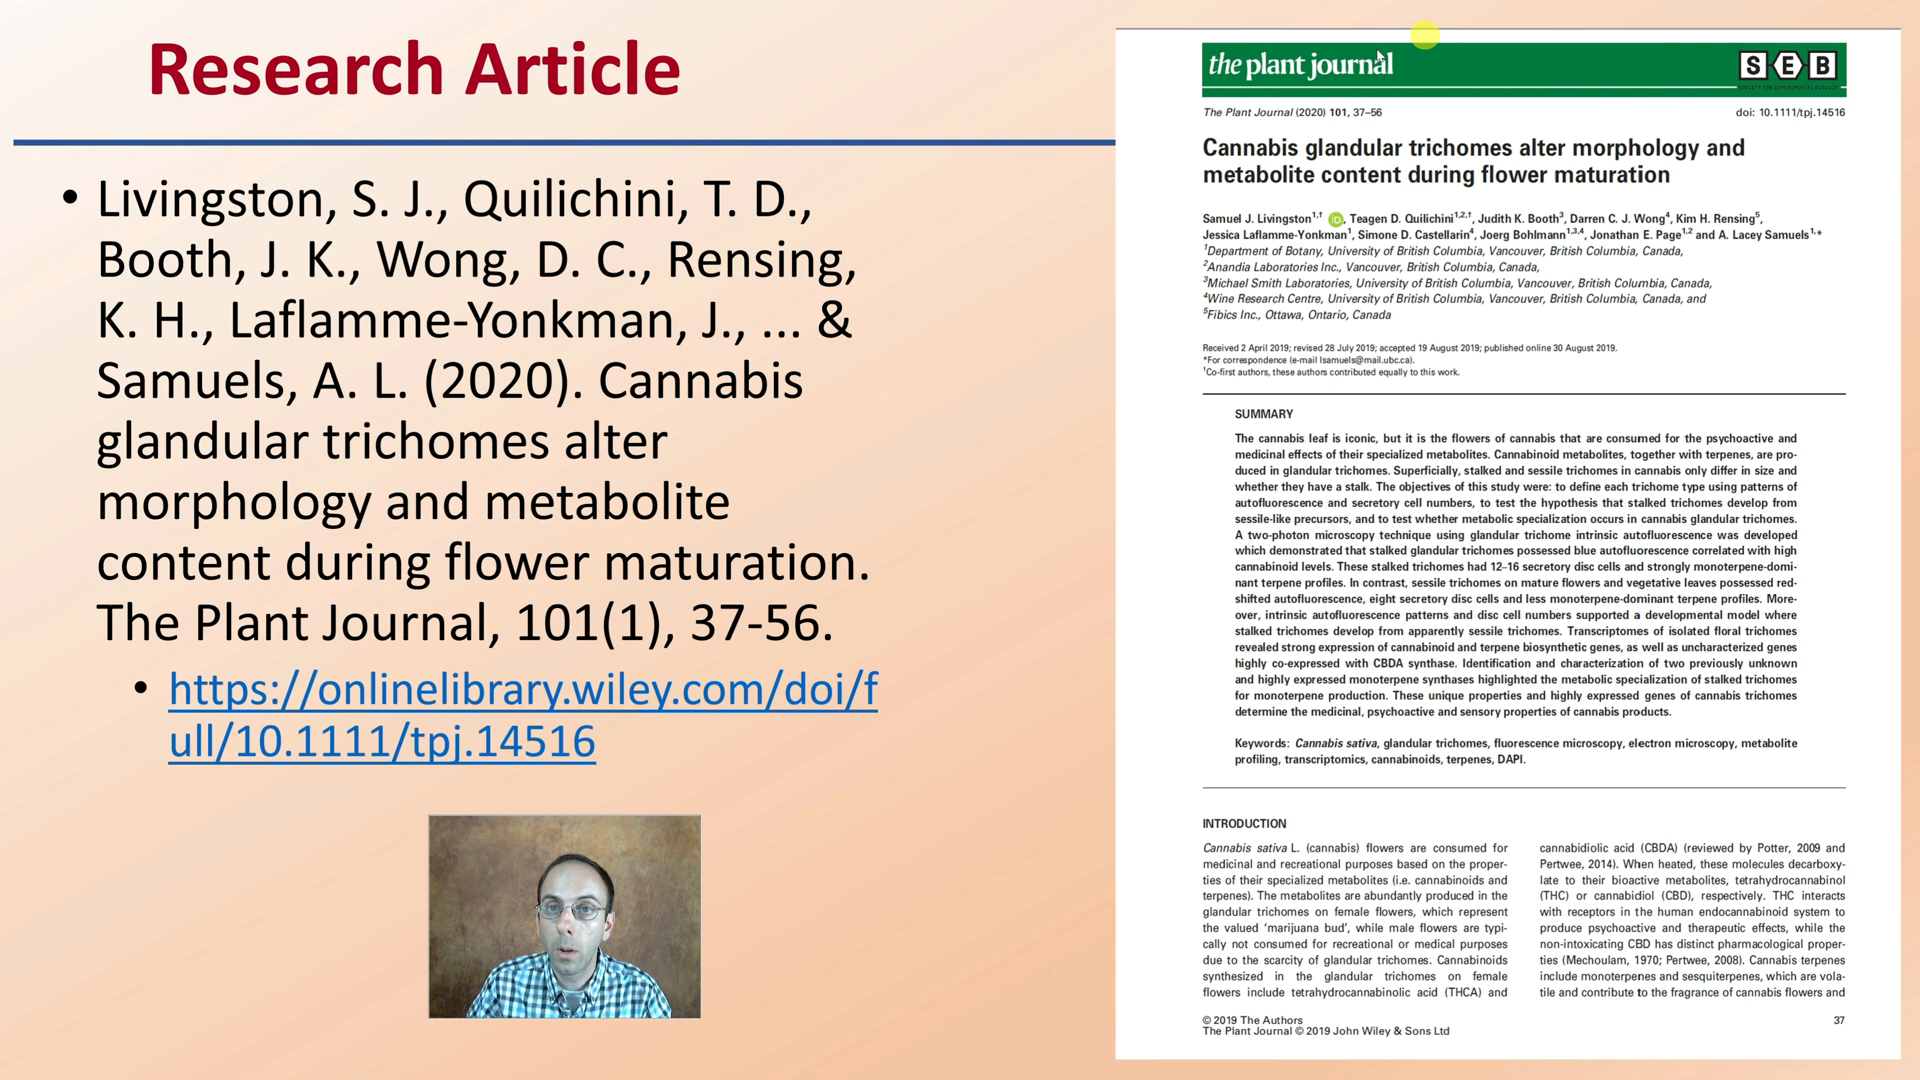 Research Article
• Livingston, S. J., Quilichini, T. D.,
Booth, J. K., Wong, D. C., Rensing,
K. H., Laflamme-Yonkman, J., ... &
Samuels, A. L. (2020). Cannabis
glandular trichomes alter
morphology and metabolite
content during flower maturation.
The Plant Journal, 101(1), 37-56.
• https://onlinelibrary.wiley.com/doi/f
ull/10.1111/tpj.14516
the plant journal
S E B
SOCIETY FOR EXPERIMENTAL BIOLOGY
The Plant Journal (2020) 101, 37–56
doi: 10.1111/tpj.14516
Cannabis glandular trichomes alter morphology and
metabolite content during flower maturation
Samuel J. Livingston1,† iD, Teagen D. Quilichini1,2,†, Judith K. Booth3, Darren C. J. Wong4, Kim H. Rensing5,
Jessica Laflamme-Yonkman1, Simone D. Castellarin4, Joerg Bohlmann1,3,4, Jonathan E. Page1,2 and A. Lacey Samuels1,*
1Department of Botany, University of British Columbia, Vancouver, British Columbia, Canada,
2Anandia Laboratories Inc., Vancouver, British Columbia, Canada,
3Michael Smith Laboratories, University of British Columbia, Vancouver, British Columbia, Canada,
4Wine Research Centre, University of British Columbia, Vancouver, British Columbia, Canada, and
5Fibics Inc., Ottawa, Ontario, Canada
Received 2 April 2019; revised 28 July 2019; accepted 19 August 2019; published online 30 August 2019.
*For correspondence (e-mail lsamuels@mail.ubc.ca).
†Co-first authors, these authors contributed equally to this work.
SUMMARY
The cannabis leaf is iconic, but it is the flowers of cannabis that are consumed for the psychoactive and
medicinal effects of their specialized metabolites. Cannabinoid metabolites, together with terpenes, are pro-
duced in glandular trichomes. Superficially, stalked and sessile trichomes in cannabis only differ in size and
whether they have a stalk. The objectives of this study were: to define each trichome type using patterns of
autofluorescence and secretory cell numbers, to test the hypothesis that stalked trichomes develop from
sessile-like precursors, and to test whether metabolic specialization occurs in cannabis glandular trichomes.
A two-photon microscopy technique using glandular trichome intrinsic autofluorescence was developed
which demonstrated that stalked glandular trichomes possessed blue autofluorescence correlated with high
cannabinoid levels. These stalked trichomes had 12–16 secretory disc cells and strongly monoterpene-domi-
nant terpene profiles. In contrast, sessile trichomes on mature flowers and vegetative leaves possessed red-
shifted autofluorescence, eight secretory disc cells and less monoterpene-dominant terpene profiles. More-
over, intrinsic autofluorescence patterns and disc cell numbers supported a developmental model where
stalked trichomes develop from apparently sessile trichomes. Transcriptomes of isolated floral trichomes
revealed strong expression of cannabinoid and terpene biosynthetic genes, as well as uncharacterized genes
highly co-expressed with CBDA synthase. Identification and characterization of two previously unknown
and highly expressed monoterpene synthases highlighted the metabolic specialization of stalked trichomes
for monoterpene production. These unique properties and highly expressed genes of cannabis trichomes
determine the medicinal, psychoactive and sensory properties of cannabis products.
Keywords: Cannabis sativa, glandular trichomes, fluorescence microscopy, electron microscopy, metabolite
profiling, transcriptomics, cannabinoids, terpenes, DAPI.
INTRODUCTION
Cannabis sativa L. (cannabis) flowers are consumed for
medicinal and recreational purposes based on the proper-
ties of their specialized metabolites (i.e. cannabinoids and
terpenes). The metabolites are abundantly produced in the
glandular trichomes on female flowers, which represent
the valued ‘marijuana bud’, while male flowers are typi-
cally not consumed for recreational or medical purposes
due to the scarcity of glandular trichomes. Cannabinoids
synthesized in the glandular trichomes on female
flowers include tetrahydrocannabinolic acid (THCA) and
cannabidiolic acid (CBDA) (reviewed by Potter, 2009 and
Pertwee, 2014). When heated, these molecules decarboxy-
late to their bioactive metabolites, tetrahydrocannabinol
(THC) or cannabidiol (CBD), respectively. THC interacts
with receptors in the human endocannabinoid system to
produce psychoactive and therapeutic effects, while the
non-intoxicating CBD has distinct pharmacological proper-
ties (Mechoulam, 1970; Pertwee, 2008). Cannabis terpenes
include monoterpenes and sesquiterpenes, which are vola-
tile and contribute to the fragrance of cannabis flowers and
© 2019 The Authors
The Plant Journal © 2019 John Wiley & Sons Ltd
37